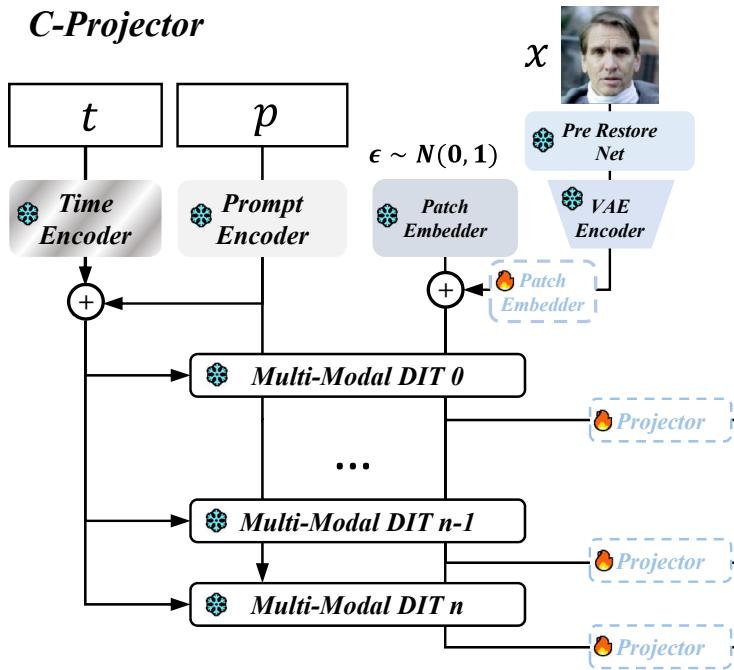 C-Projector
x
t
p
ϵ ~ N(0, 1)
Pre Restore
Net
Time
Encoder
Prompt
Encoder
Patch
Embedder
VAE
Encoder
+
+
Patch
Embedder
Multi-Modal DIT 0
Projector
...
Multi-Modal DIT n-1
Projector
Multi-Modal DIT n
Projector